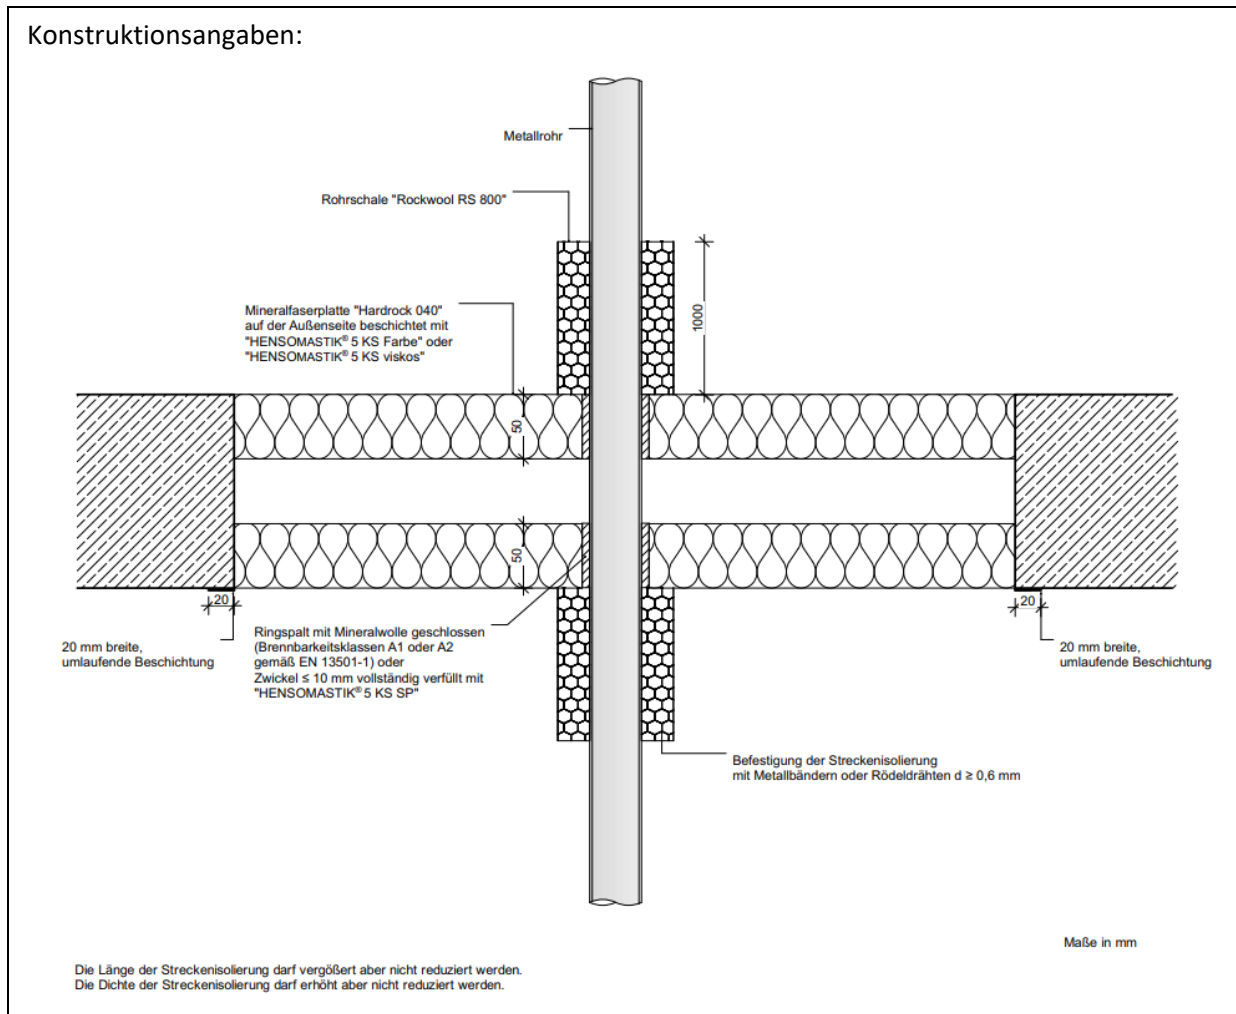 Konstruktionsangaben:
Metallrohr
Rohrschale "Rockwool RS 800"
1000
Mineralfaserplatte "Hardrock 040"
auf der Außenseite beschichtet mit
"HENSOMASTIK® 5 KS Farbe" oder
"HENSOMASTIK® 5 KS viskos"
50
50
20
20
20 mm breite,
umlaufende Beschichtung
Ringspalt mit Mineralwolle geschlossen
(Brennbarkeitsklassen A1 oder A2
gemäß EN 13501-1) oder
Zwickel ≤ 10 mm vollständig verfüllt mit
"HENSOMASTIK® 5 KS SP"
20 mm breite,
umlaufende Beschichtung
Befestigung der Streckenisolierung
mit Metallbändern oder Rödeldrähten d ≥ 0,6 mm
Maße in mm
Die Länge der Streckenisolierung darf vergößert aber nicht reduziert werden.
Die Dichte der Streckenisolierung darf erhöht aber nicht reduziert werden.